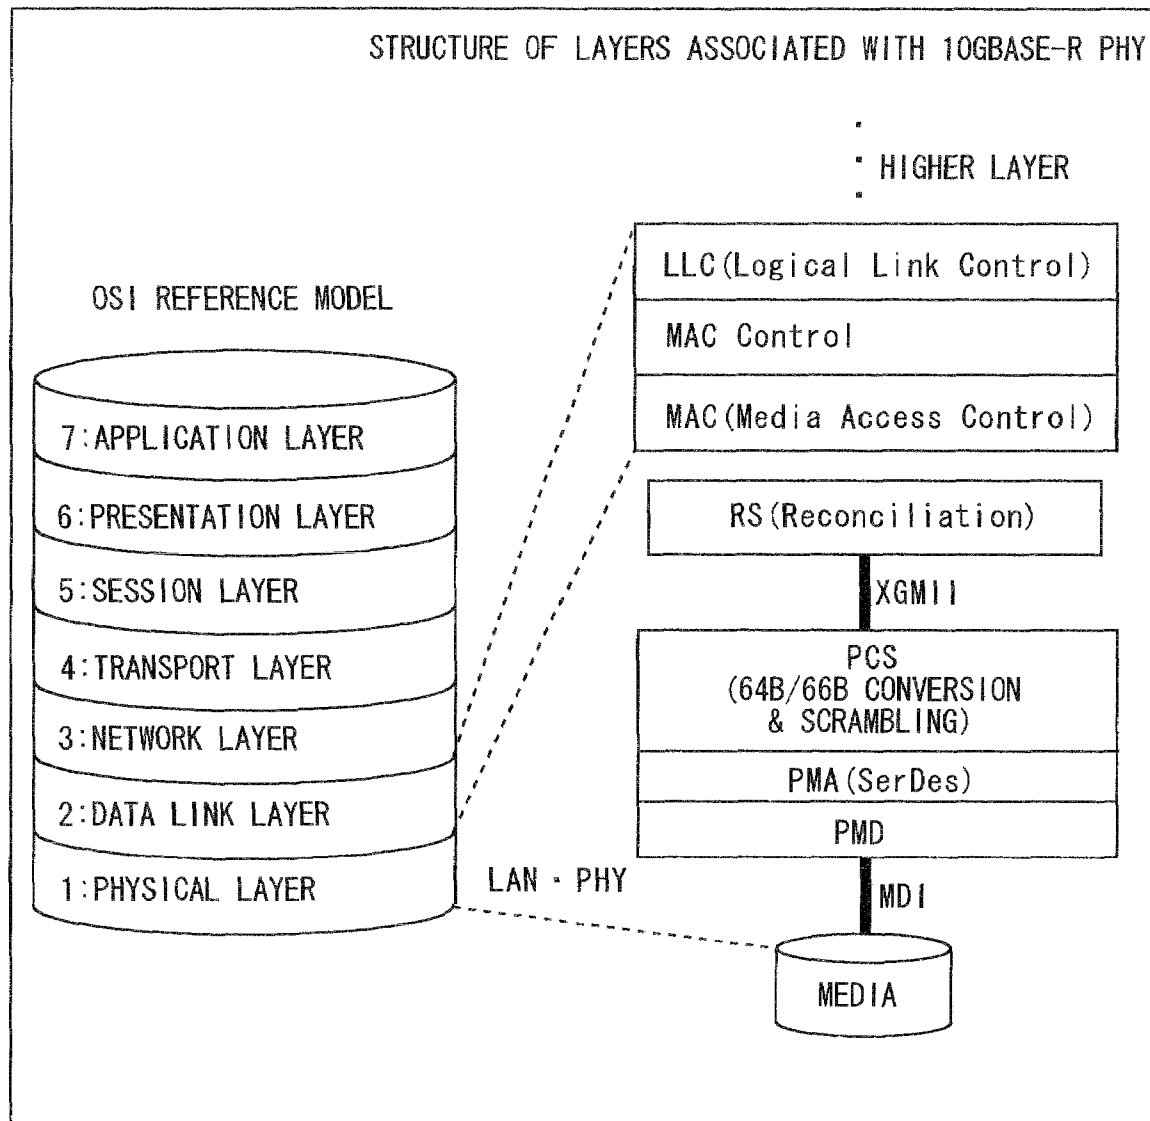 STRUCTURE OF LAYERS ASSOCIATED WITH 10GBASE-R PHY
HIGHER LAYER
LLC(Logical Link Control)
MAC Control
MAC(Media Access Control)
RS(Reconciliation)
XGMII
PCS
(64B/66B CONVERSION
& SCRAMBLING)
PMA(SerDes)
PMD
MDI
MEDIA
OSI REFERENCE MODEL
7:APPLICATION LAYER
6:PRESENTATION LAYER
5:SESSION LAYER
4:TRANSPORT LAYER
3:NETWORK LAYER
2:DATA LINK LAYER
1:PHYSICAL LAYER
LAN · PHY